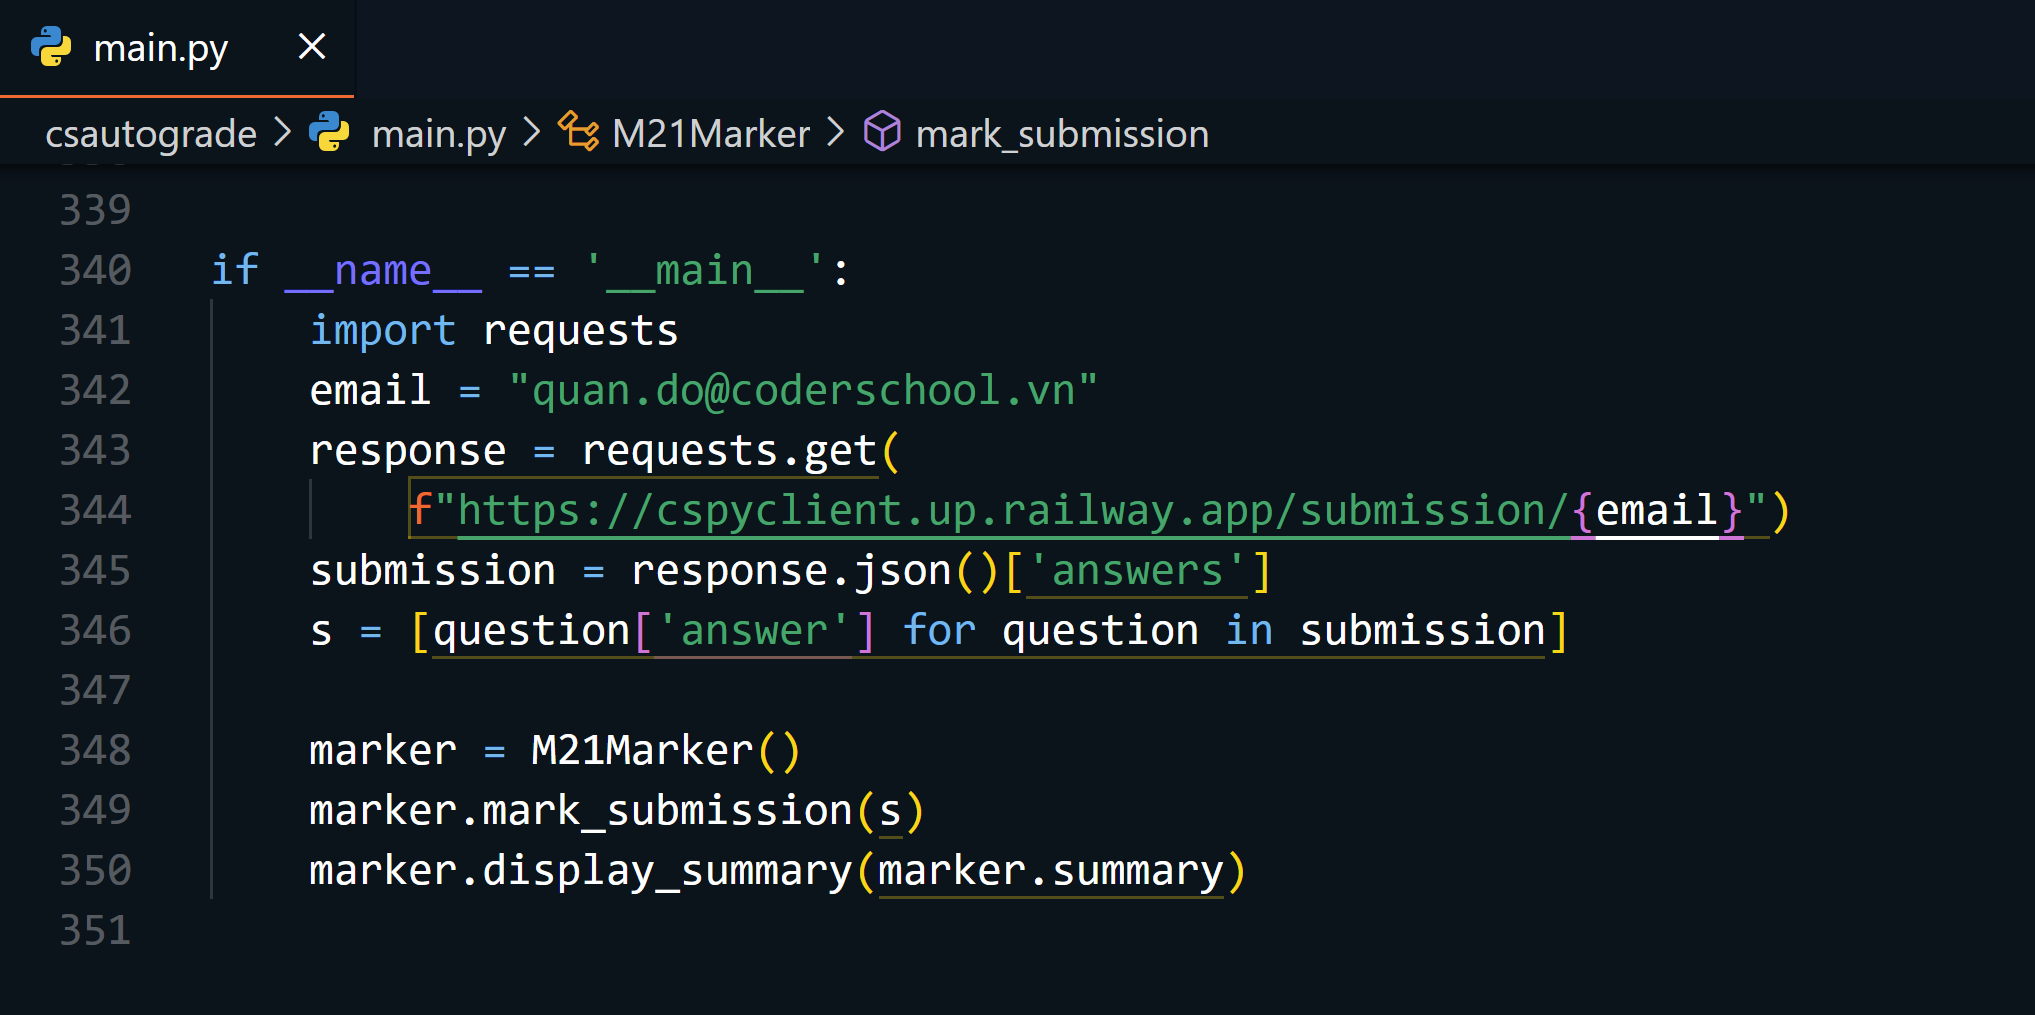 main.py
csautograde > main.py > M21Marker > mark_submission
339
340 if __name__ == '__main__':
341     import requests
342     email = "quan.do@coderschool.vn"
343     response = requests.get(
344         f"https://cspyclient.up.railway.app/submission/{email}")
345     submission = response.json()['answers']
346     s = [question['answer'] for question in submission]
347
348     marker = M21Marker()
349     marker.mark_submission(s)
350     marker.display_summary(marker.summary)
351